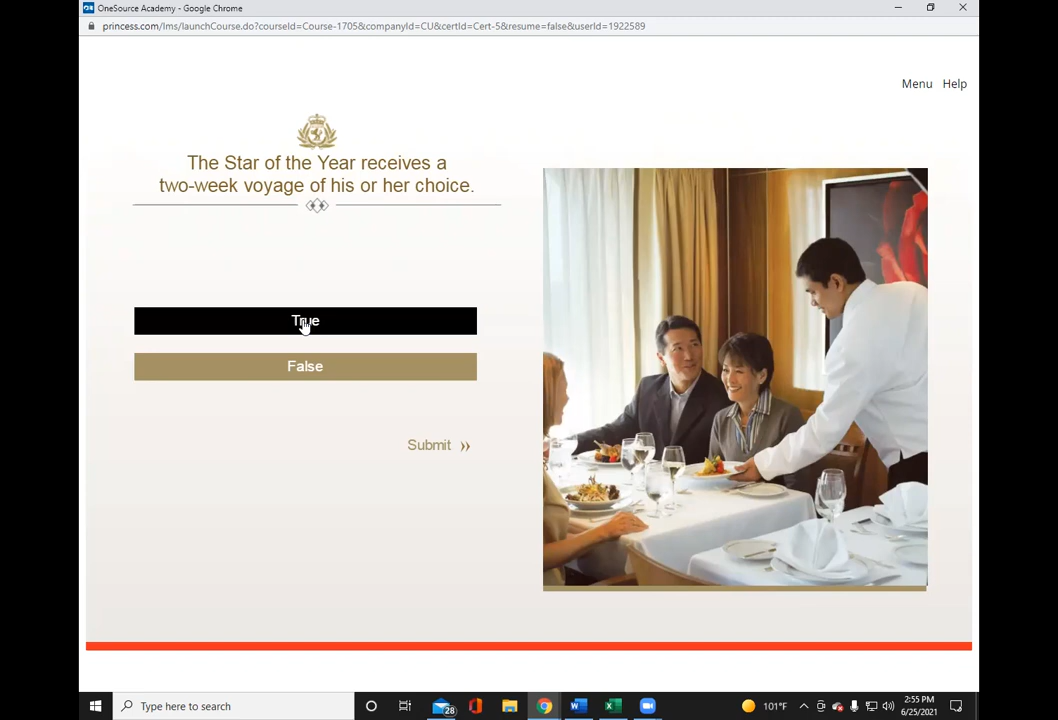 OneSource Academy - Google Chrome
princess.com/lms/launchCourse.do?courseId=Course-1705&companyId=CU&certId=Cert-5&resume=false&userId=1922589
Menu Help
The Star of the Year receives a
two-week voyage of his or her choice.
True
False
Submit
Type here to search
28
101°F
2:55 PM
6/25/2021